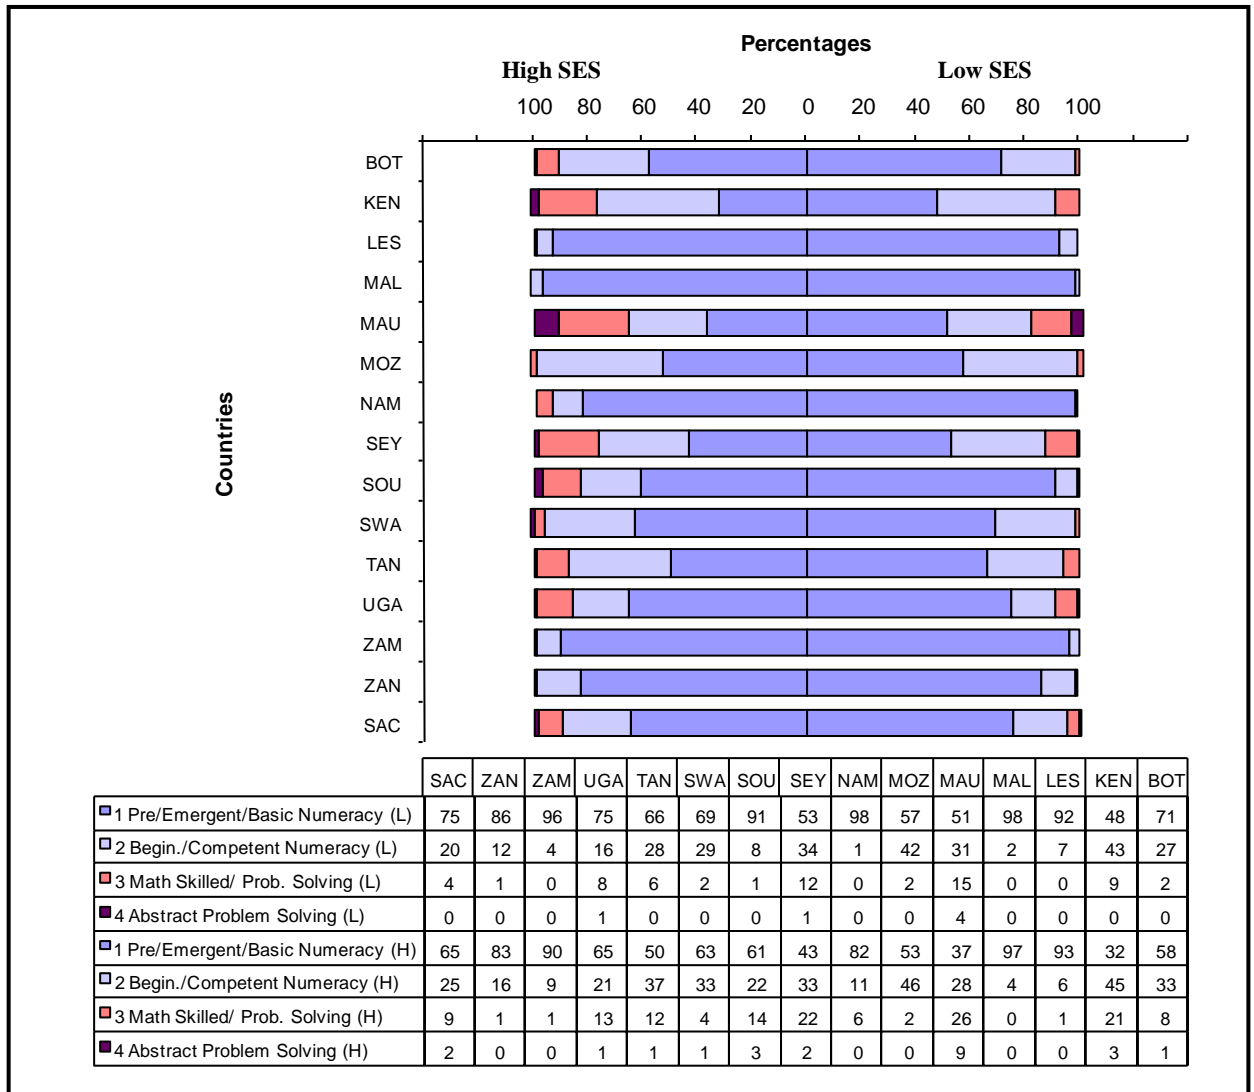 Percentages
High SES Low SES
100 80 60 40 20 0 20 40 60 80 100
Countries
BOT
KEN
LES
MAL
MAU
MOZ
NAM
SEY
SOU
SWA
TAN
UGA
ZAM
ZAN
SAC
SAC ZAN ZAM UGA TAN SWA SOU SEY NAM MOZ MAU MAL LES KEN BOT
1 Pre/Emergent/Basic Numeracy (L) 75 86 96 75 66 69 91 53 98 57 51 98 92 48 71
2 Begin./Competent Numeracy (L) 20 12 4 16 28 29 8 34 1 42 31 2 7 43 27
3 Math Skilled/ Prob. Solving (L) 4 1 0 8 6 2 1 12 0 2 15 0 0 9 2
4 Abstract Problem Solving (L) 0 0 0 1 0 0 0 1 0 0 4 0 0 0 0
1 Pre/Emergent/Basic Numeracy (H) 65 83 90 65 50 63 61 43 82 53 37 97 93 32 58
2 Begin./Competent Numeracy (H) 25 16 9 21 37 33 22 33 11 46 28 4 6 45 33
3 Math Skilled/ Prob. Solving (H) 9 1 1 13 12 4 14 22 6 2 26 0 1 21 8
4 Abstract Problem Solving (H) 2 0 0 1 1 1 3 2 0 0 9 0 0 3 1